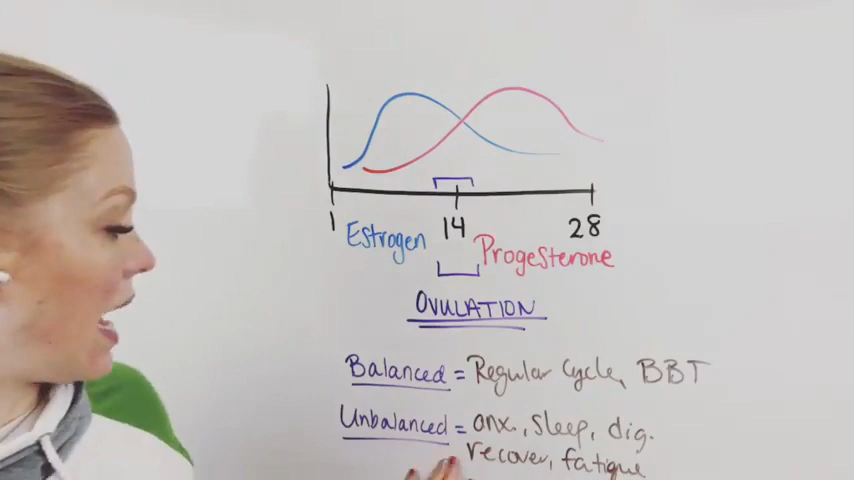 1 14 28
Estrogen
Progesterone
OVULATION
Balanced = Regular Cycle, BBT
Unbalanced = anx., sleep, dig.
recover, fatigue